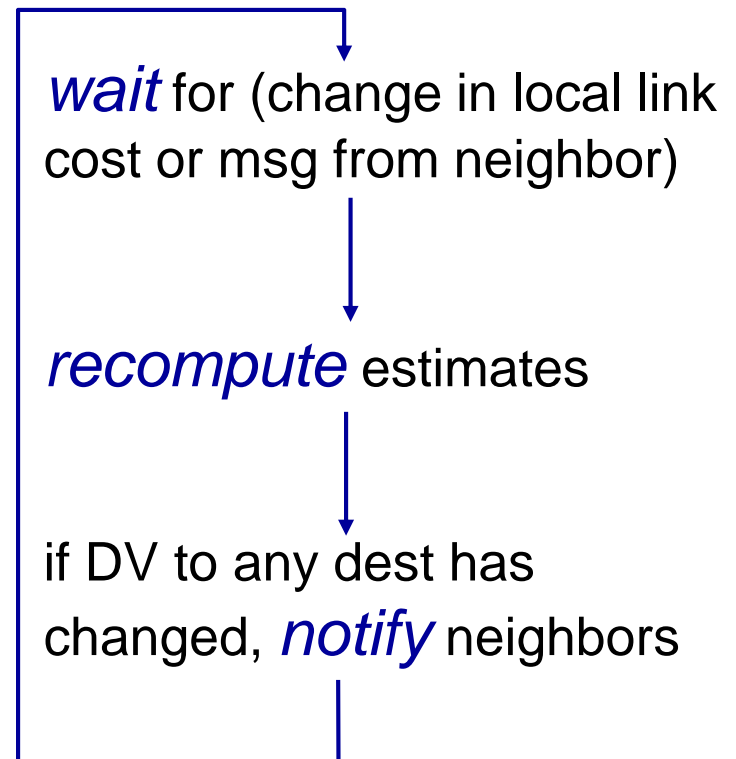 wait for (change in local link
cost or msg from neighbor)
recompute estimates
if DV to any dest has
changed, notify neighbors